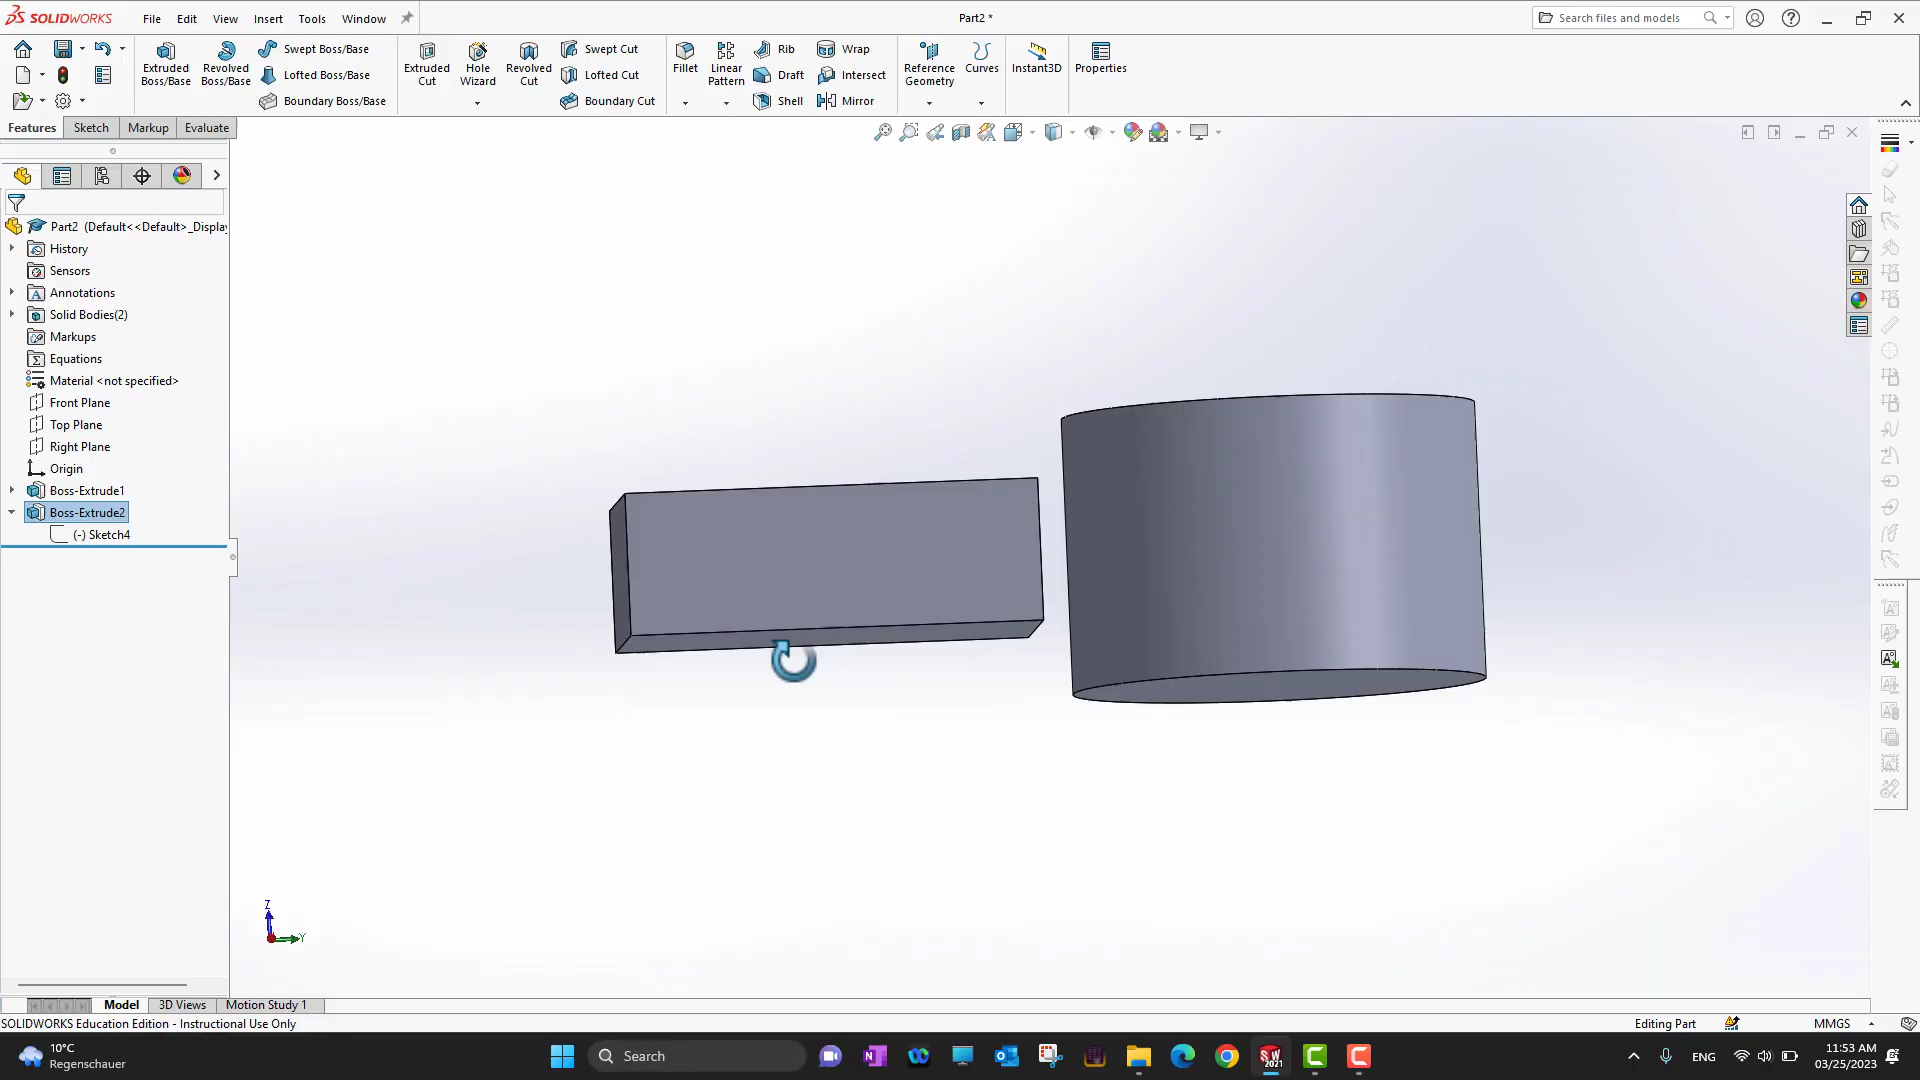 SOLIDWORKS File Edit View Insert Tools Window Part2 * Search files and models
Extruded Boss/Base
Revolved Boss/Base
Swept Boss/Base
Lofted Boss/Base
Boundary Boss/Base
Extruded Cut
Hole Wizard
Revolved Cut
Swept Cut
Lofted Cut
Boundary Cut
Fillet
Linear Pattern
Rib
Draft
Shell
Wrap
Intersect
Mirror
Reference Geometry
Curves
Instant3D
Properties
Features Sketch Markup Evaluate
Part2 (Default<<Default>_Display
History
Sensors
Annotations
Solid Bodies(2)
Markups
Equations
Material <not specified>
Front Plane
Top Plane
Right Plane
Origin
Boss-Extrude1
Boss-Extrude2
(-) Sketch4
Z
Y
Model 3D Views Motion Study 1
SOLIDWORKS Education Edition - Instructional Use Only Editing Part MMGS
10°C
Regenschauer
Search
SW
2021
ENG
11:53 AM
03/25/2023